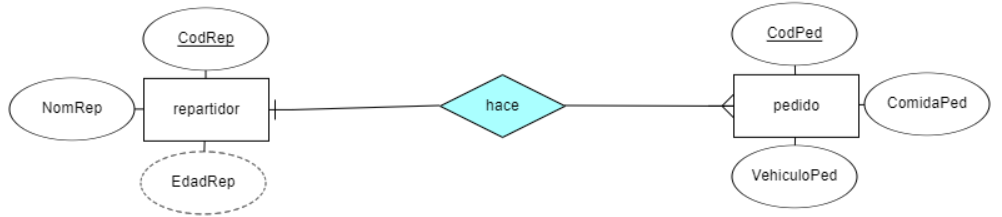 CodRep
NomRep
repartidor
EdadRep
hace
CodPed
pedido
ComidaPed
VehiculoPed